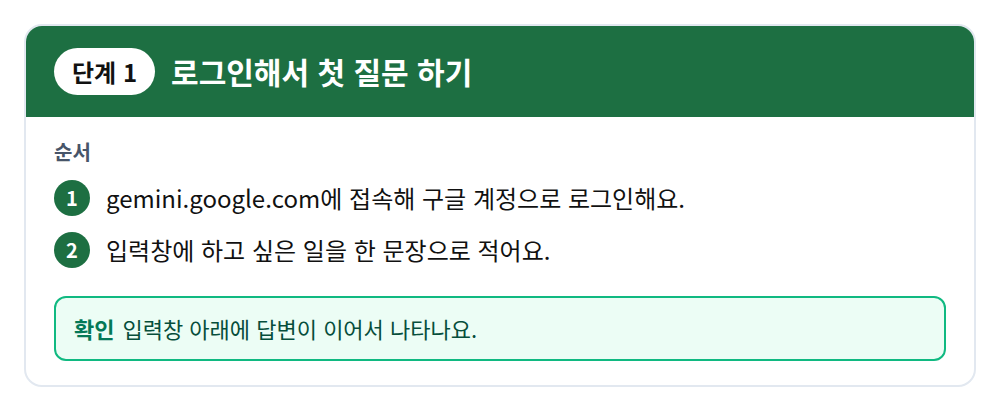 단계 1 로그인해서 첫 질문 하기
순서
1 gemini.google.com에 접속해 구글 계정으로 로그인해요.
2 입력창에 하고 싶은 일을 한 문장으로 적어요.
확인 입력창 아래에 답변이 이어서 나타나요.